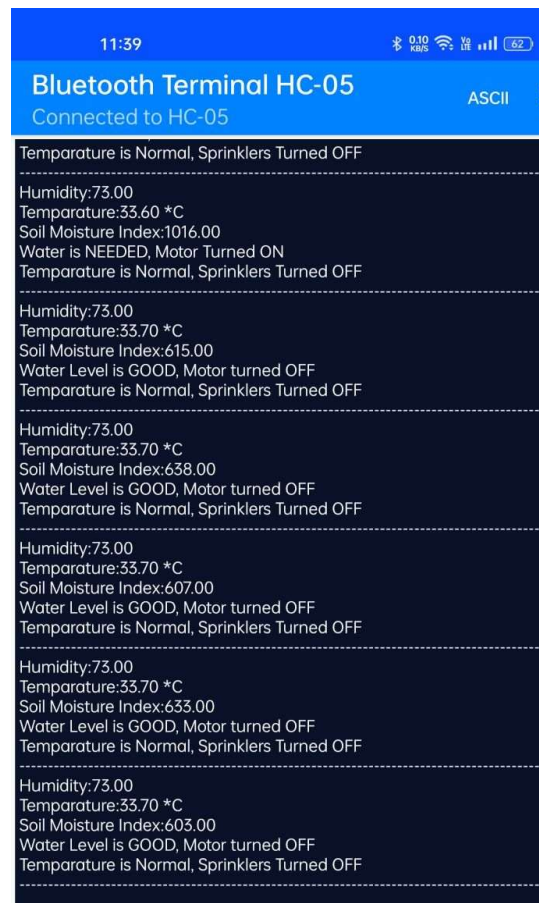 11:39
0.10 KB/S
Vo LTE
62
Bluetooth Terminal HC-05
ASCII
Connected to HC-05
Temparature is Normal, Sprinklers Turned OFF
--------------------------------------------------
Humidity:73.00
Temparature:33.60 *C
Soil Moisture Index:1016.00
Water is NEEDED, Motor Turned ON
Temparature is Normal, Sprinklers Turned OFF
--------------------------------------------------
Humidity:73.00
Temparature:33.70 *C
Soil Moisture Index:615.00
Water Level is GOOD, Motor turned OFF
Temparature is Normal, Sprinklers Turned OFF
--------------------------------------------------
Humidity:73.00
Temparature:33.70 *C
Soil Moisture Index:638.00
Water Level is GOOD, Motor turned OFF
Temparature is Normal, Sprinklers Turned OFF
--------------------------------------------------
Humidity:73.00
Temparature:33.70 *C
Soil Moisture Index:607.00
Water Level is GOOD, Motor turned OFF
Temparature is Normal, Sprinklers Turned OFF
--------------------------------------------------
Humidity:73.00
Temparature:33.70 *C
Soil Moisture Index:633.00
Water Level is GOOD, Motor turned OFF
Temparature is Normal, Sprinklers Turned OFF
--------------------------------------------------
Humidity:73.00
Temparature:33.70 *C
Soil Moisture Index:603.00
Water Level is GOOD, Motor turned OFF
Temparature is Normal, Sprinklers Turned OFF
--------------------------------------------------